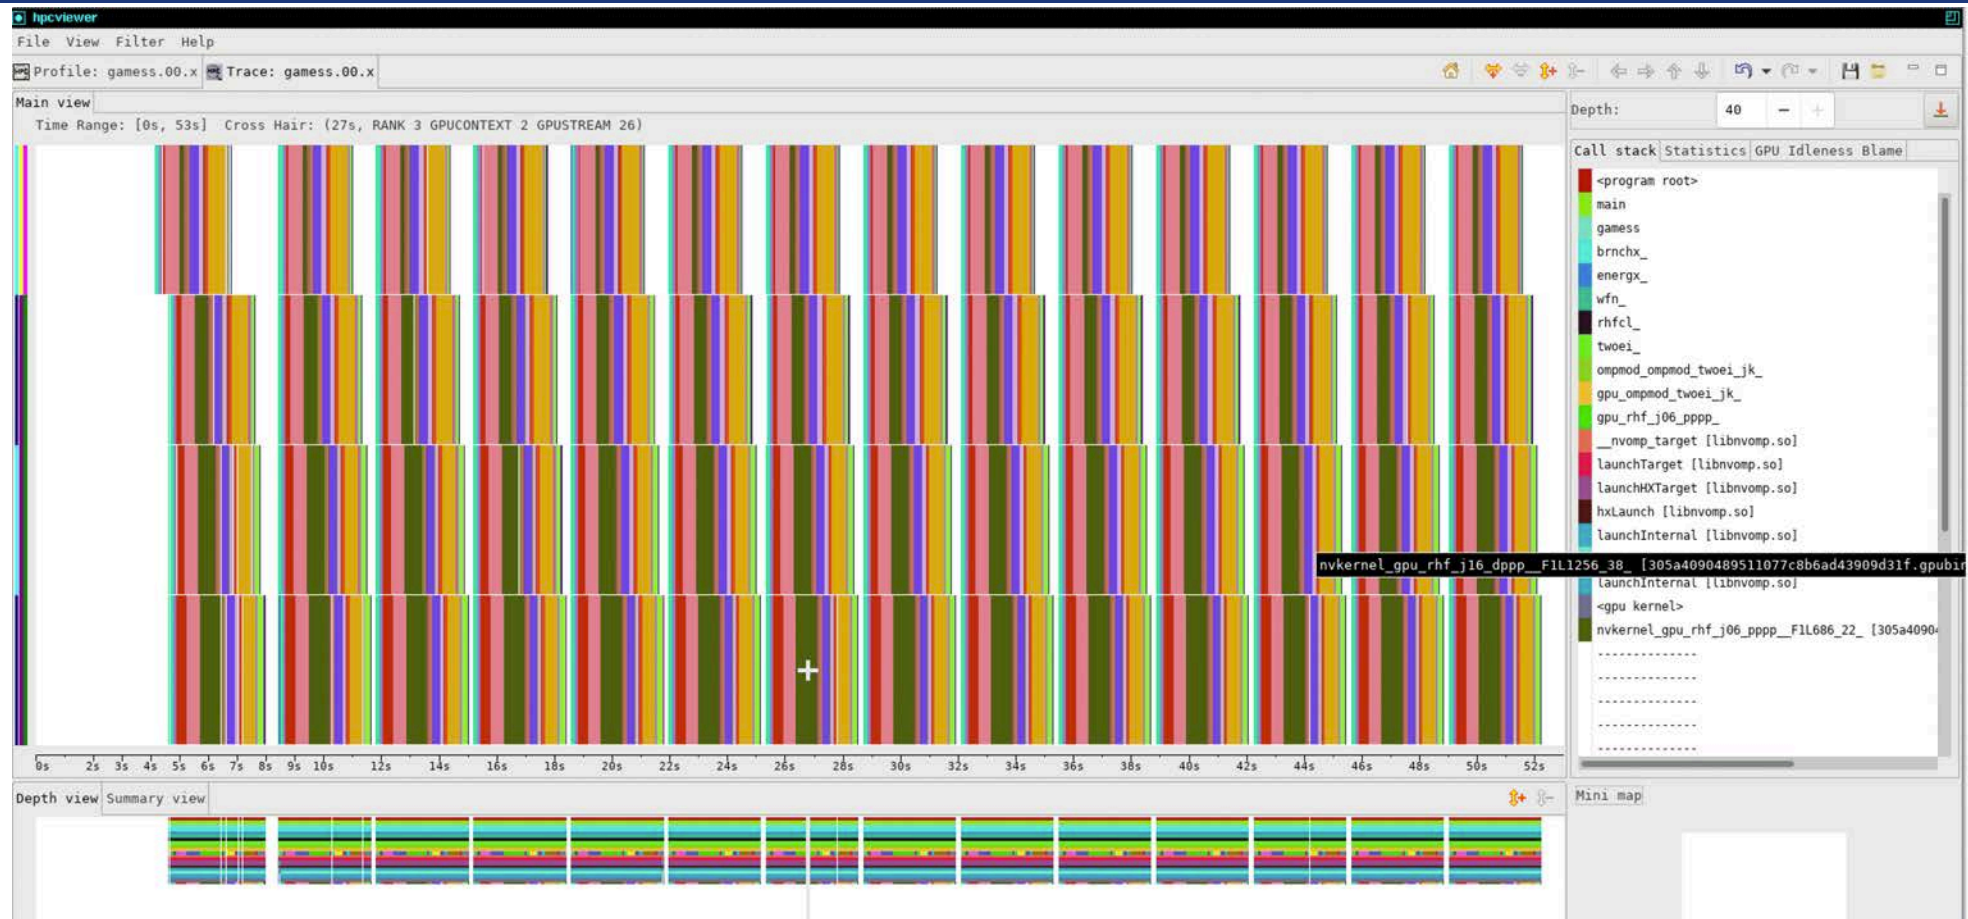 hpcviewer
File View Filter Help
Profile: gamess.00.x Trace: gamess.00.x
Main view
Time Range: [0s, 53s] Cross Hair: (27s, RANK 3 GPUCONTEXT 2 GPUSTREAM 26)
0s 2s 3s 4s 5s 6s 7s 8s 9s 10s 12s 14s 16s 18s 20s 22s 24s 26s 28s 30s 32s 34s 36s 38s 40s 42s 44s 46s 48s 50s 52s
Depth view Summary view
Depth: 40
Call stack Statistics GPU Idleness Blame
<program root>
main
gamess
brnchx_
energx_
wfn_
rhfcl_
twoei_
ompmod_ompmod_twoei_jk_
gpu_ompmod_twoei_jk_
gpu_rhf_j06_pppp_
__nvomp_target [libnvomp.so]
launchTarget [libnvomp.so]
launchHXTarget [libnvomp.so]
hxLaunch [libnvomp.so]
launchInternal [libnvomp.so]
nvkernel_gpu_rhf_j16_dppp__F1L1256_38_ [305a4090489511077c8b6ad43909d31f.gpubin
launchInternal [libnvomp.so]
<gpu kernel>
nvkernel_gpu_rhf_j06_pppp__F1L686_22_ [305a4090
--------------
--------------
--------------
--------------
--------------
Mini map